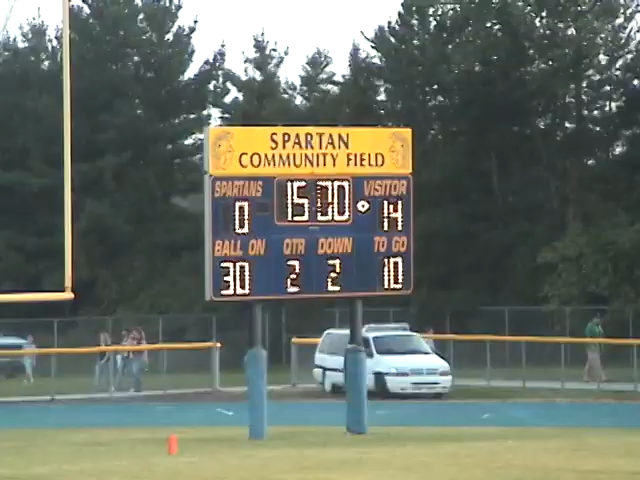 SPARTAN
COMMUNITY FIELD
SPARTANS 15:00 VISITOR
0 14
BALL ON QTR DOWN TO GO
30 2 2 10